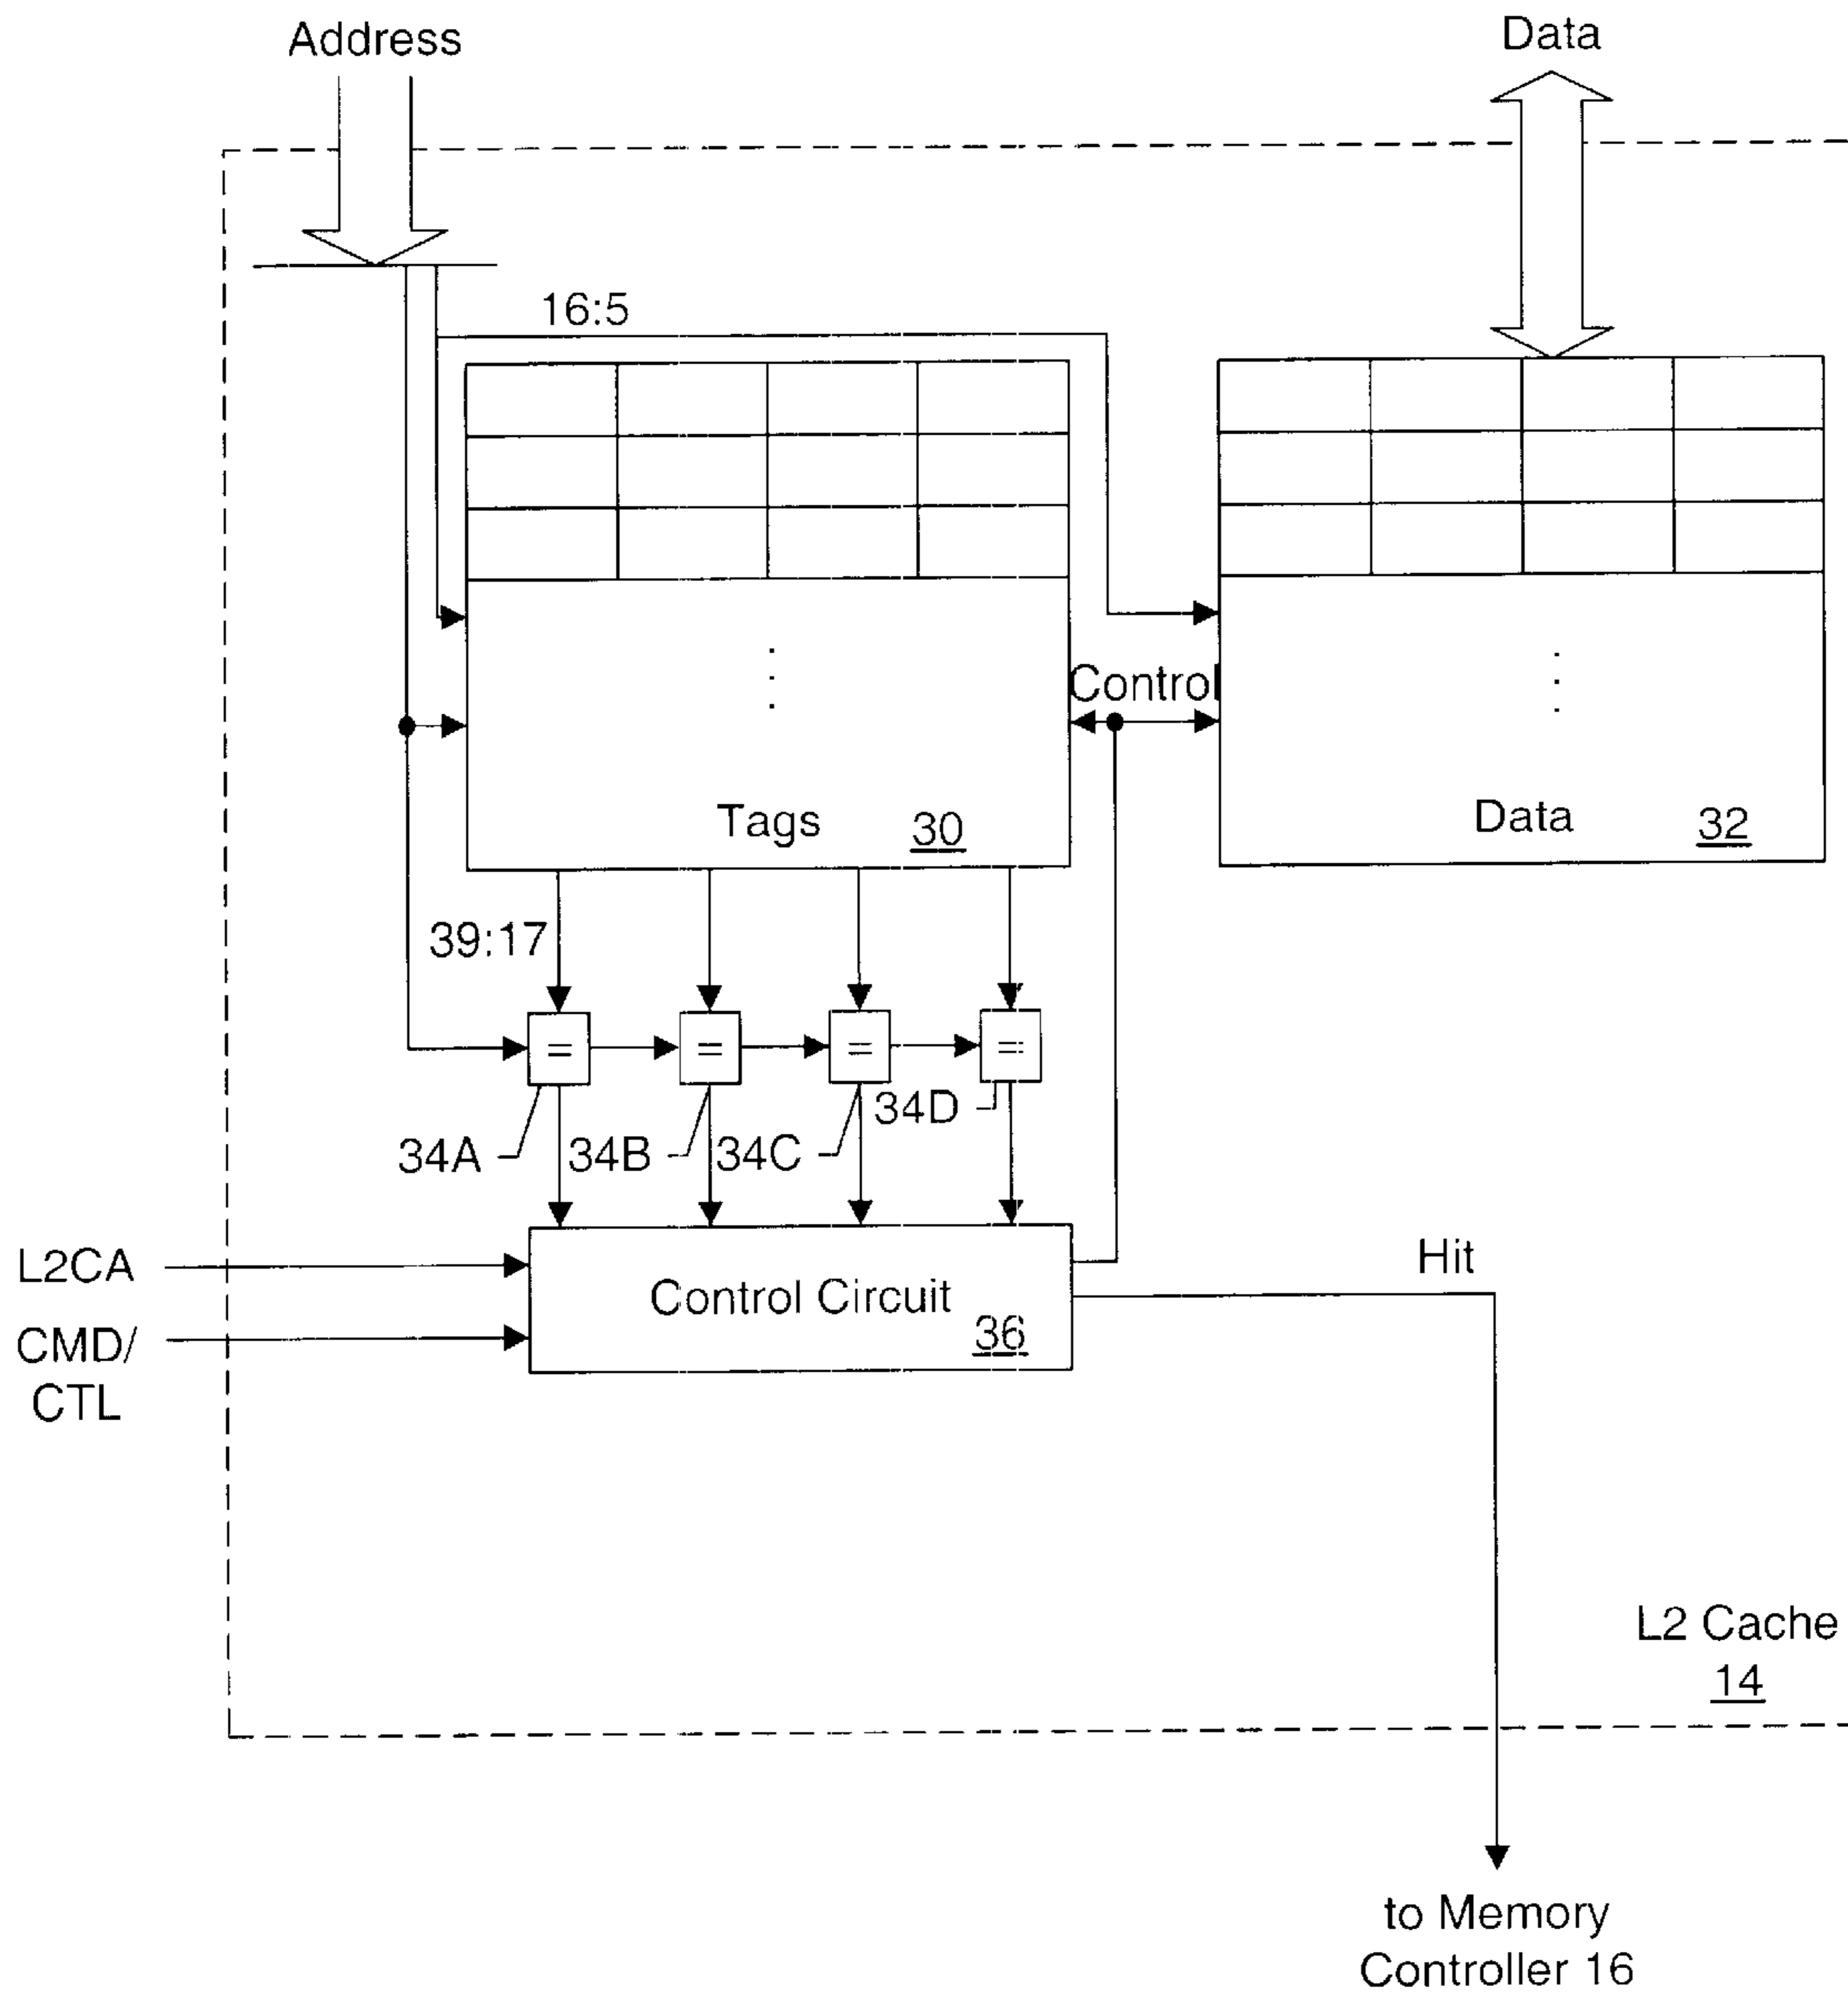 Address
Data
16:5
Control
Tags 30
Data 32
39:17
=
=
=
=
34A
34B
34C
34D
L2CA
CMD/
CTL
Control Circuit
36
Hit
L2 Cache
14
to Memory
Controller 16